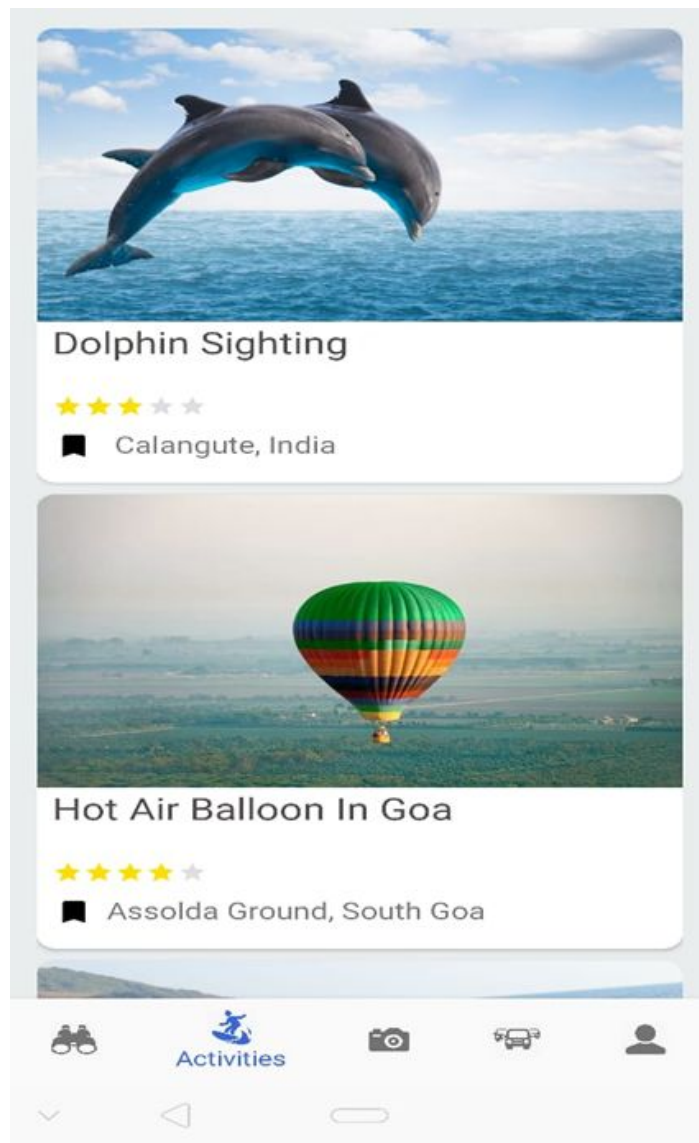 Dolphin Sighting
Calangute, India
Hot Air Balloon In Goa
Assolda Ground, South Goa
Activities